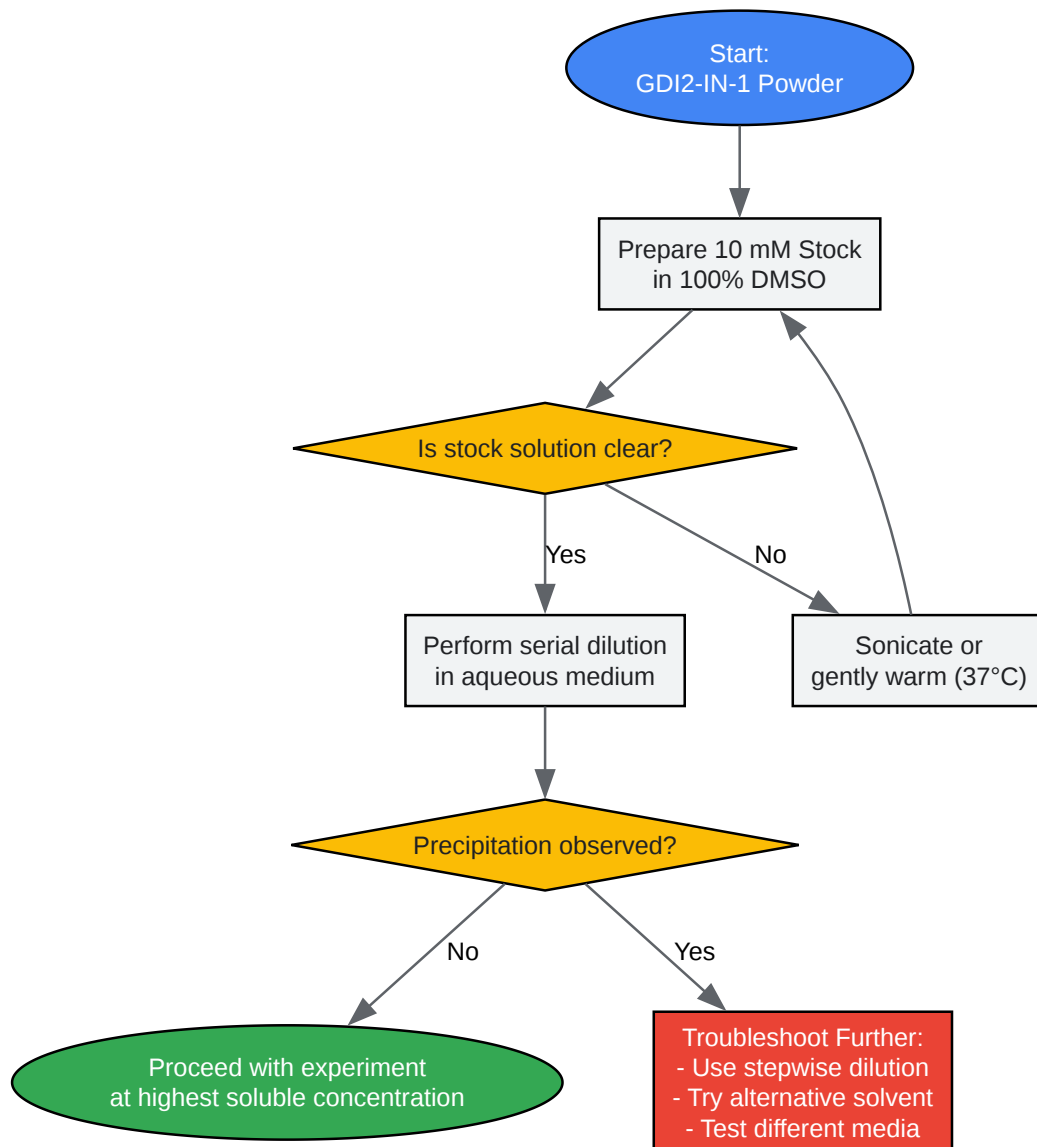 Start:
GDI2-IN-1 Powder
Prepare 10 mM Stock
in 100% DMSO
Is stock solution clear?
Yes
No
Perform serial dilution
in aqueous medium
Sonicate or
gently warm (37°C)
Precipitation observed?
No
Yes
Proceed with experiment
at highest soluble concentration
Troubleshoot Further:
- Use stepwise dilution
- Try alternative solvent
- Test different media